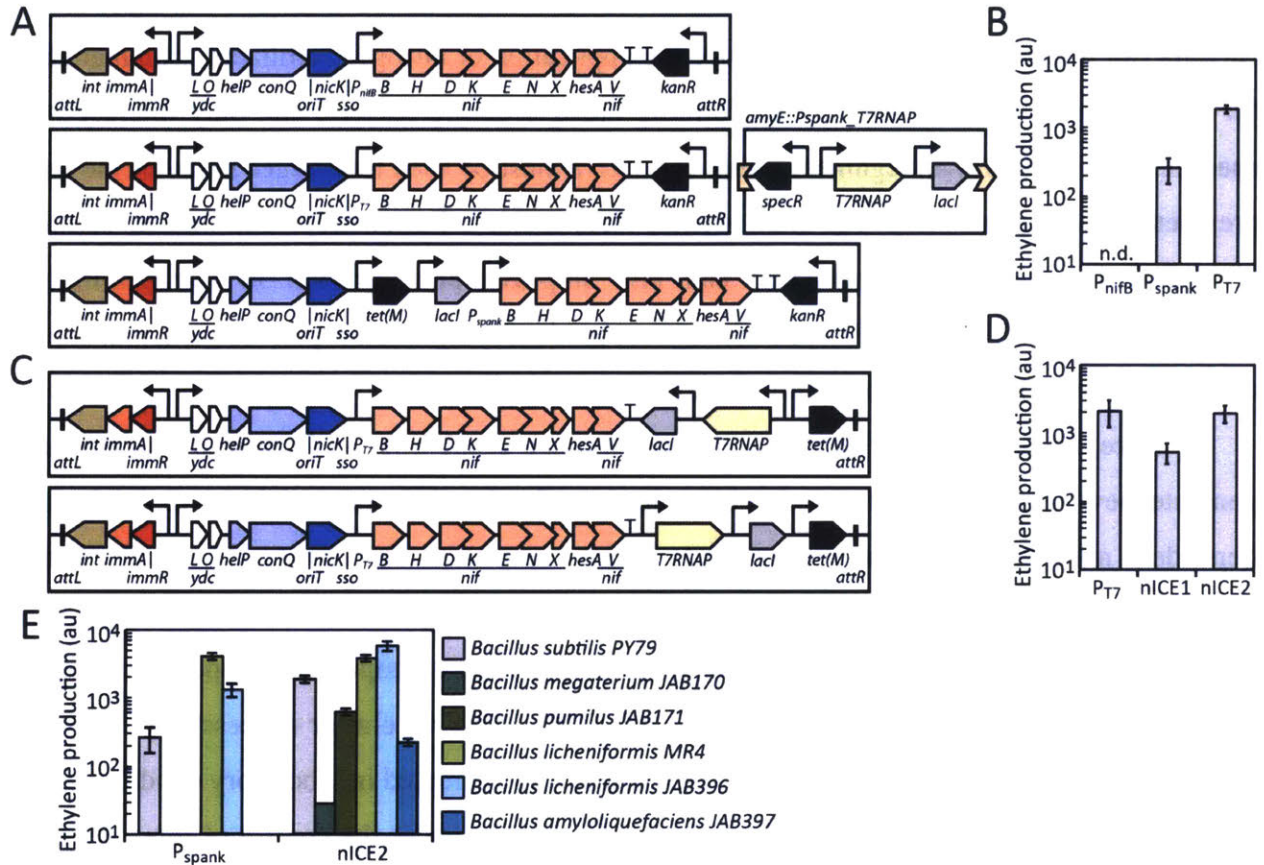 A
int immA| L O helP conQ |nicK| PnifB B H D K E N X hesA V kanR
attL immR ydc oriT sso nif nif attR
amyE::Pspank_T7RNAP
int immA| L O helP conQ |nicK| PT7 B H D K E N X hesA V kanR
attL immR ydc oriT sso nif nif attR
specR T7RNAP lacI
int immA| L O helP conQ |nicK| tet(M) lacI Pspank B H D K E N X hesA V kanR
attL immR ydc oriT sso nif nif attR
B
Ethylene production (au)
10^4
10^3
10^2
10^1
n.d.
PnifB Pspank PT7
C
int immA| L O helP conQ |nicK| PT7 B H D K E N X hesA V lacI T7RNAP tet(M)
attL immR ydc oriT sso nif nif attR
int immA| L O helP conQ |nicK| PT7 B H D K E N X hesA V T7RNAP lacI tet(M)
attL immR ydc oriT sso nif nif attR
D
Ethylene production (au)
10^4
10^3
10^2
10^1
PT7 nICE1 nICE2
E
Ethylene production (au)
10^4
10^3
10^2
10^1
Pspank nICE2
Bacillus subtilis PY79
Bacillus megaterium JAB170
Bacillus pumilus JAB171
Bacillus licheniformis MR4
Bacillus licheniformis JAB396
Bacillus amyloliquefaciens JAB397